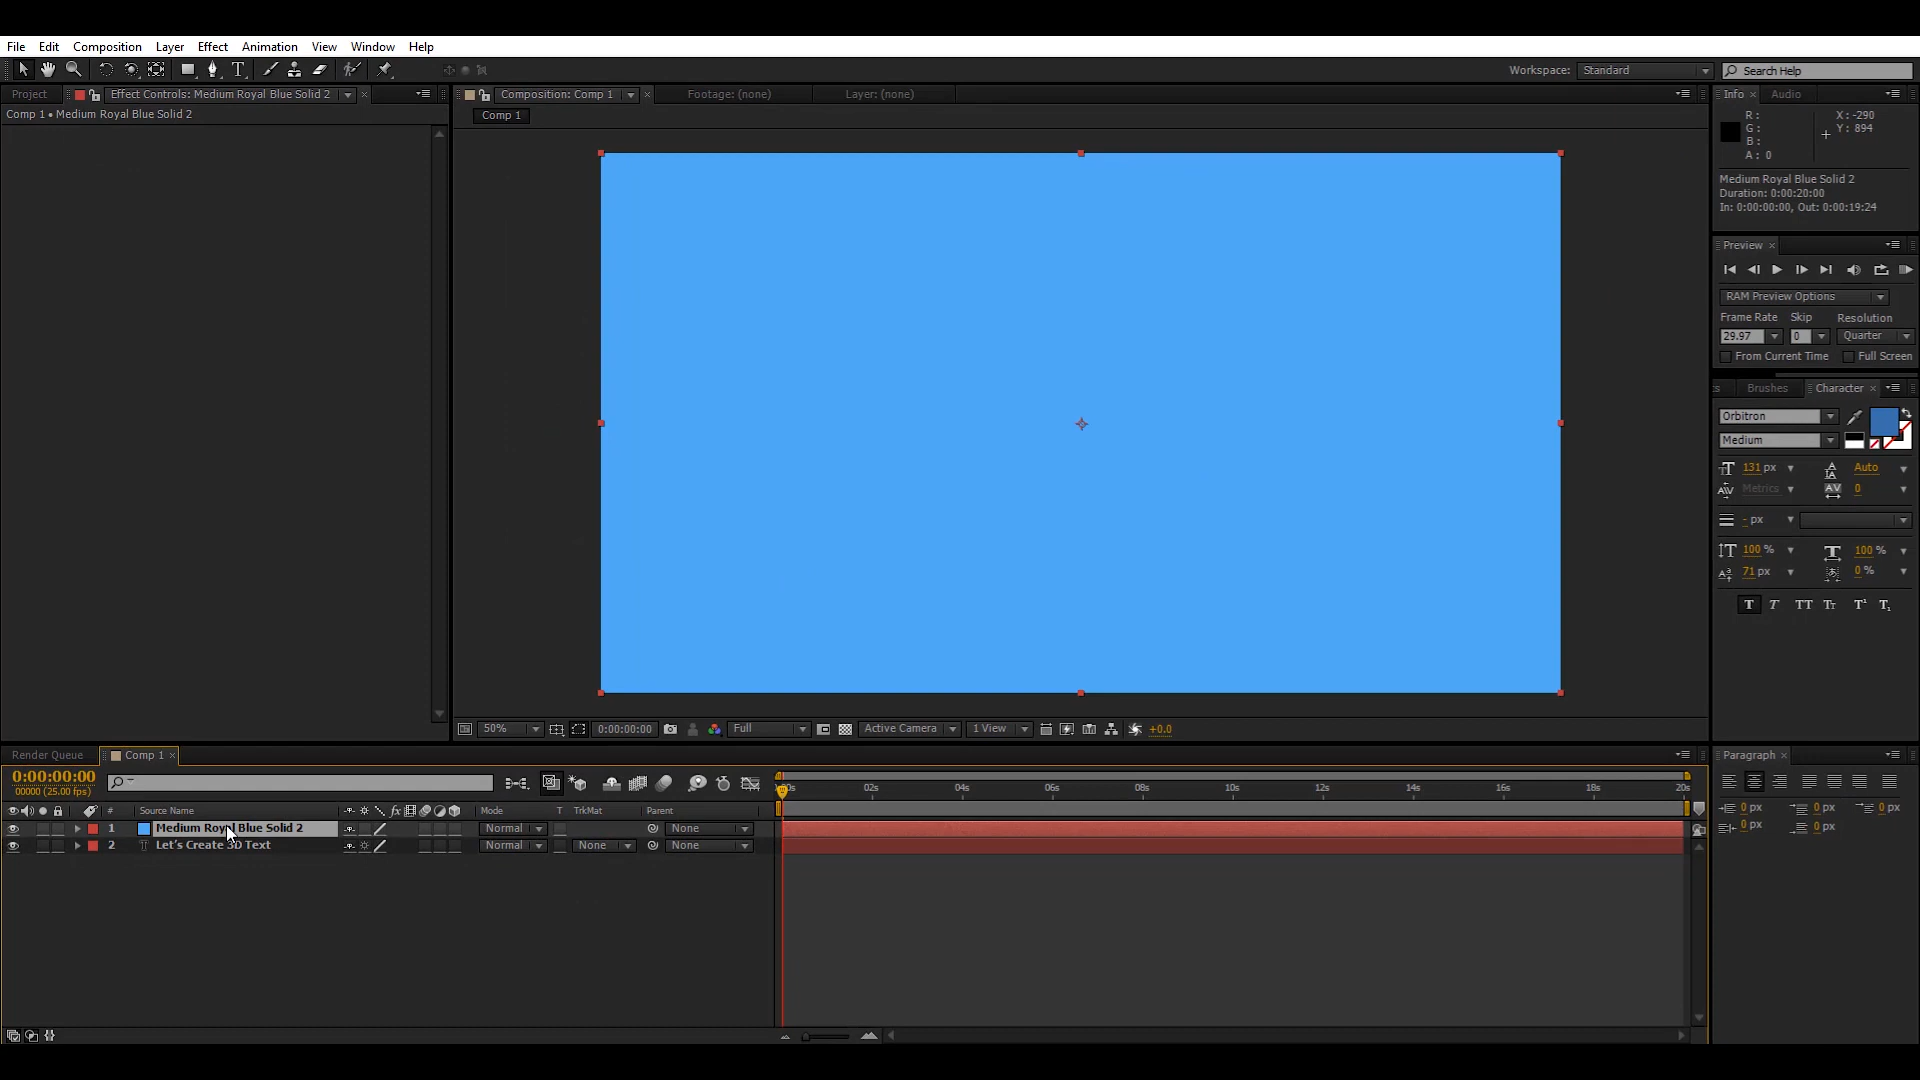 File Edit Composition Layer Effect Animation View Window Help
Workspace: Standard Search Help
Project Effect Controls: Medium Royal Blue Solid 2
Comp 1 • Medium Royal Blue Solid 2
Composition: Comp 1 Footage: (none) Layer: (none)
Comp 1
Info Audio
R: X: -290
G: Y: 894
B:
A: 0
Medium Royal Blue Solid 2
Duration: 0:00:20:00
In: 0:00:00:00, Out: 0:00:19:24
Preview
RAM Preview Options
Frame Rate Skip Resolution
29.97 0 Quarter
From Current Time Full Screen
Brushes Character
Orbitron
Medium
131 px Auto
Metrics 0
- px
100 % 100 %
71 px 0 %
T T TT Tt T¹ T₁
50% 0:00:00:00 Full Active Camera 1 View +0.0
Render Queue Comp 1
Paragraph
0:00:00:00
00000 (25.00 fps)
02s 04s 06s 08s 10s 12s 14s 16s 18s 20s
# Source Name fx Mode T TrkMat Parent
1 Medium Royal Blue Solid 2 Normal None
2 Let's Create 3D Text Normal None None
0 px 0 px 0 px
0 px 0 px